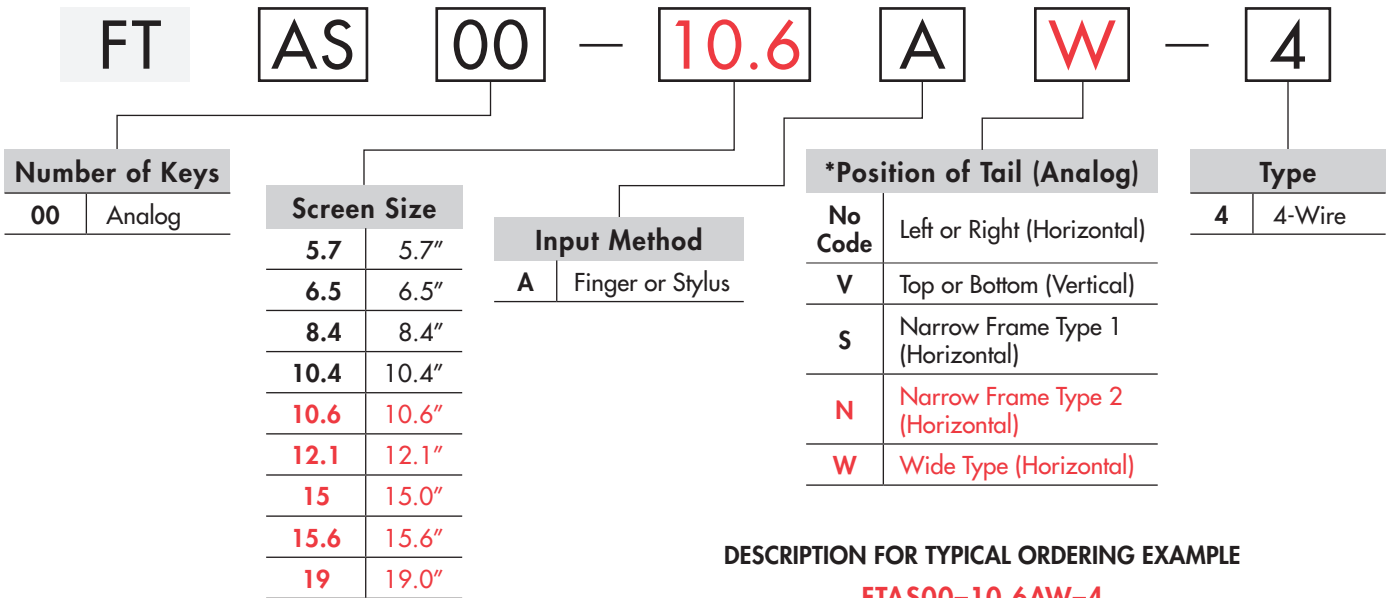 FT AS 00 – 10.6 A W – 4
Number of Keys
00 Analog
Screen Size
5.7 5.7″
6.5 6.5″
8.4 8.4″
10.4 10.4″
10.6 10.6″
12.1 12.1″
15 15.0″
15.6 15.6″
19 19.0″
Input Method
A Finger or Stylus
*Position of Tail (Analog)
No Code Left or Right (Horizontal)
V Top or Bottom (Vertical)
S Narrow Frame Type 1
(Horizontal)
N Narrow Frame Type 2
(Horizontal)
W Wide Type (Horizontal)
Type
4 4-Wire
DESCRIPTION FOR TYPICAL ORDERING EXAMPLE
FTAS00–10.6AW–4